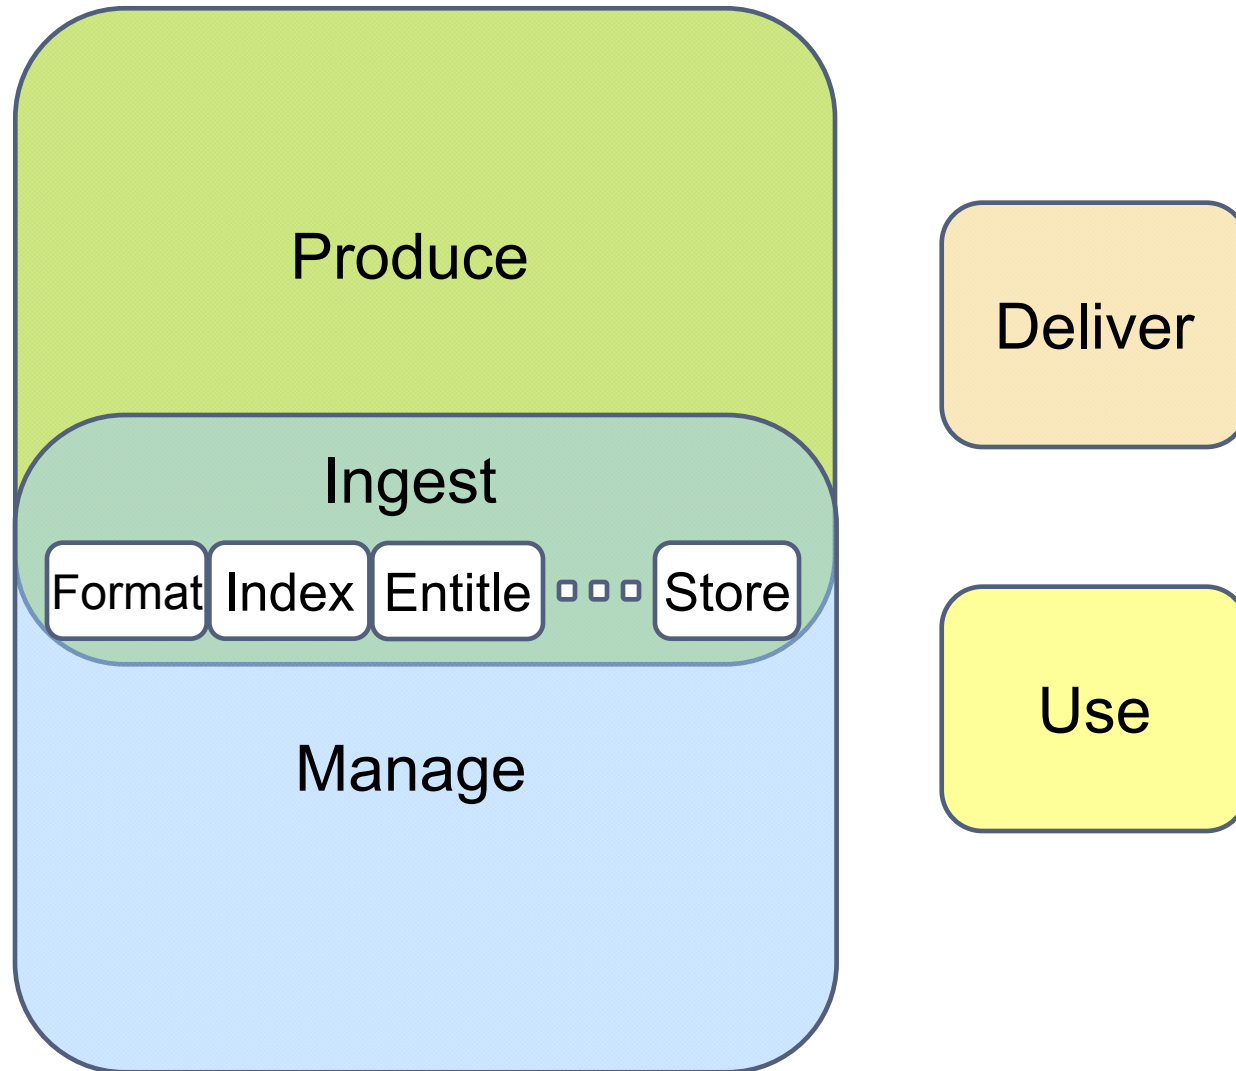 Produce
Deliver
Ingest
Format Index Entitle Store
Use
Manage